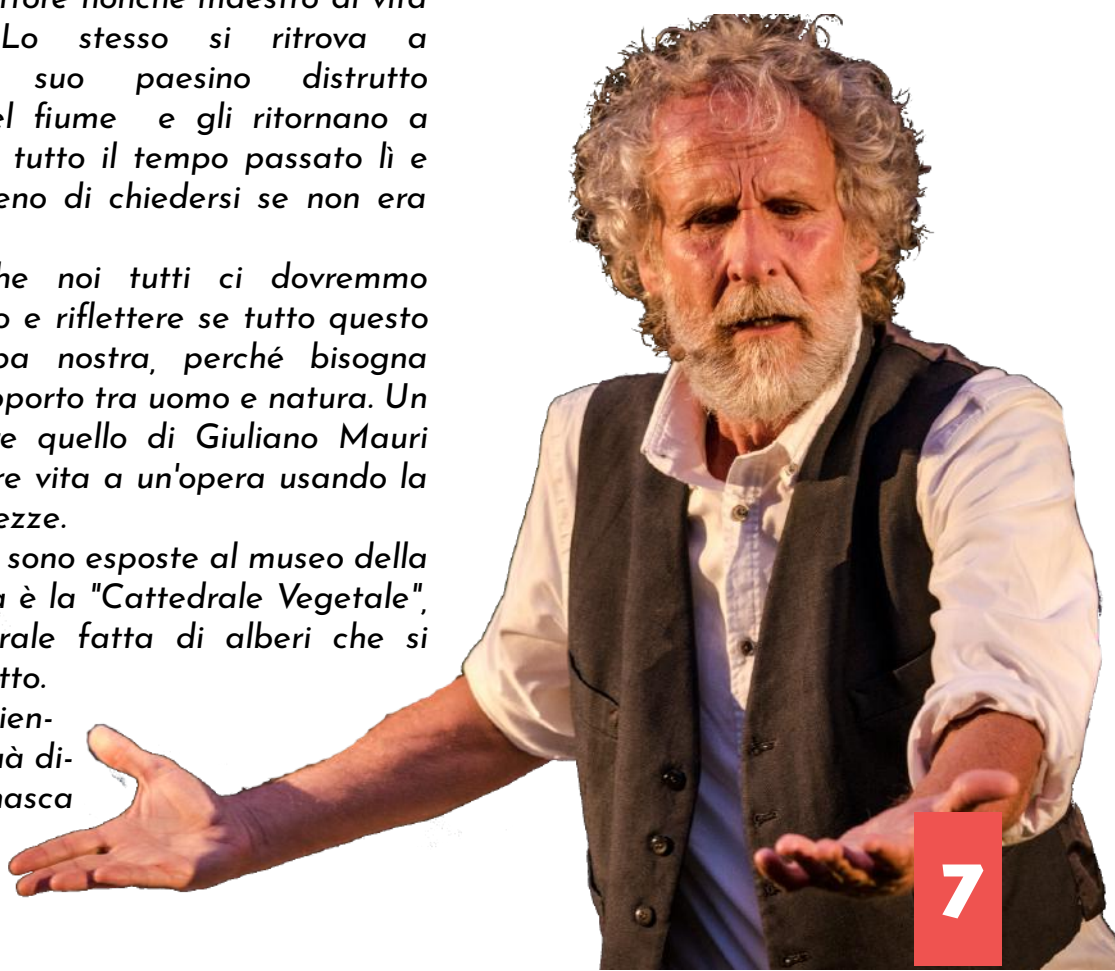 ttore nonché maestro di vita
Lo stesso si ritrova a
suo paesino distrutto
el fiume e gli ritornano a
tutto il tempo passato lì e
eno di chiedersi se non era
he noi tutti ci dovremmo
o e riflettere se tutto questo
pa nostra, perché bisogna
pporto tra uomo e natura. Un
e quello di Giuliano Mauri
re vita a un'opera usando la
ezze.
sono esposte al museo della
a è la "Cattedrale Vegetale",
rale fatta di alberi che si
tto.
ien-
uà di-
nasca
7